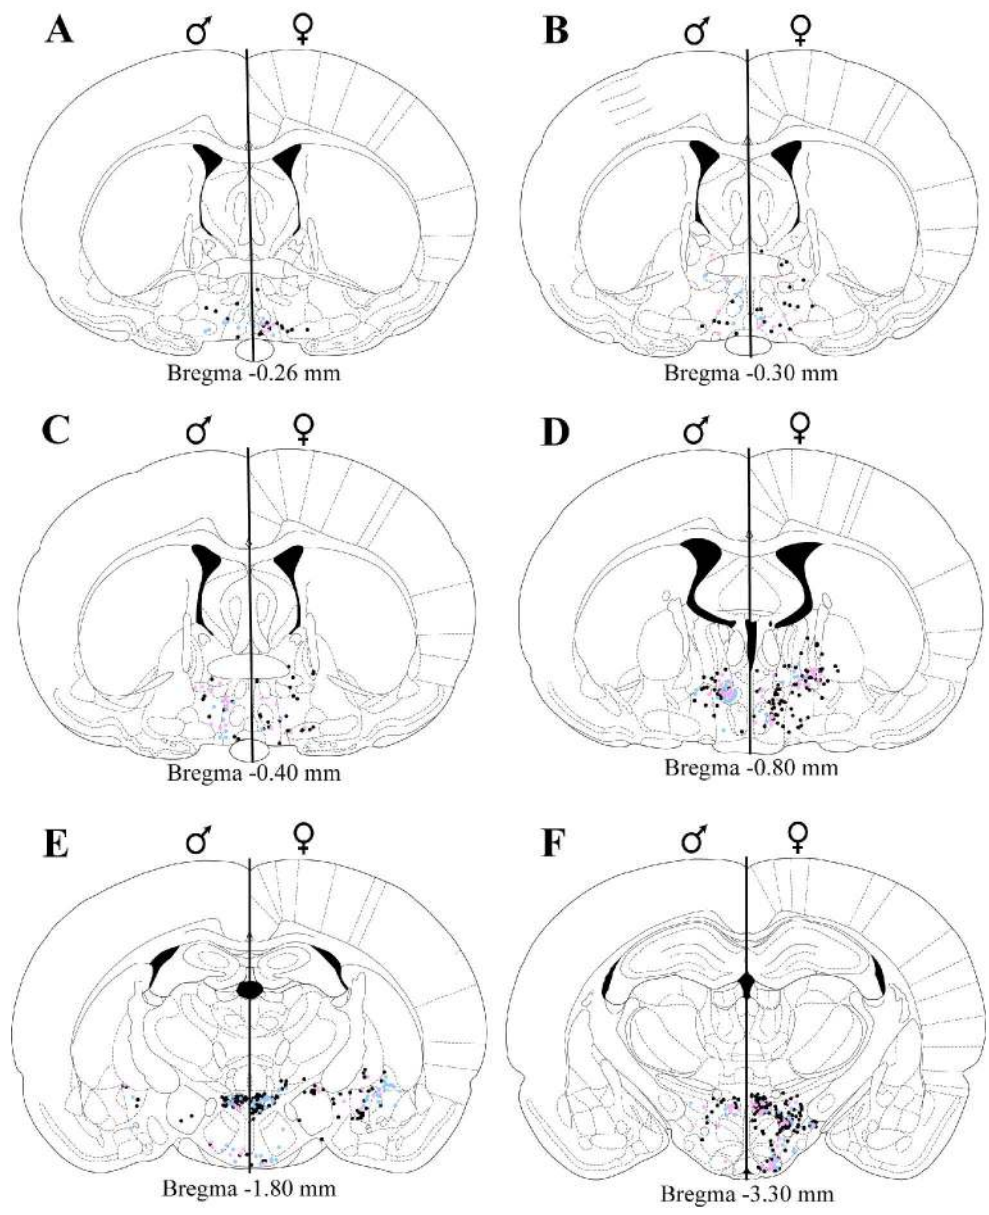 A ♂ ♀
B ♂ ♀
Bregma -0.26 mm
Bregma -0.30 mm
C ♂ ♀
D ♂ ♀
Bregma -0.40 mm
Bregma -0.80 mm
E ♂ ♀
F ♂ ♀
Bregma -1.80 mm
Bregma -3.30 mm